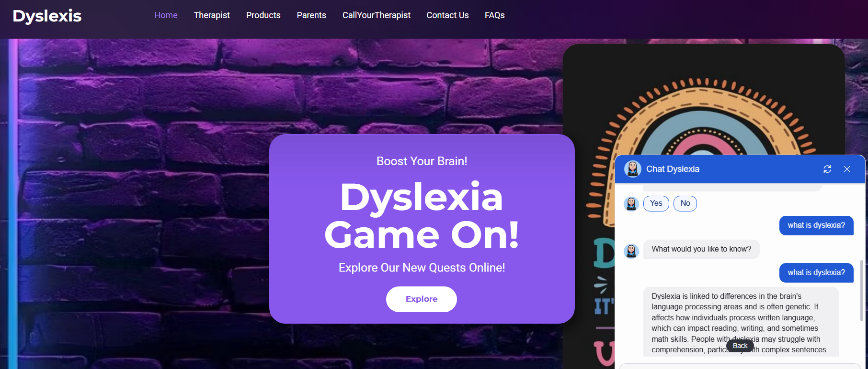 Dyslexis
Home Therapist Products Parents CallYourTherapist Contact Us FAQs
Boost Your Brain!
Dyslexia
Game On!
Explore Our New Quests Online!
Explore
Chat Dyslexia
Yes No
what is dyslexia?
What would you like to know?
what is dyslexia?
Dyslexia is linked to differences in the brain's
language processing areas and is often genetic. It
affects how individuals process written language,
which can impact reading, writing, and sometimes
math skills. People with may struggle with
comprehension, with complex sentences
Back